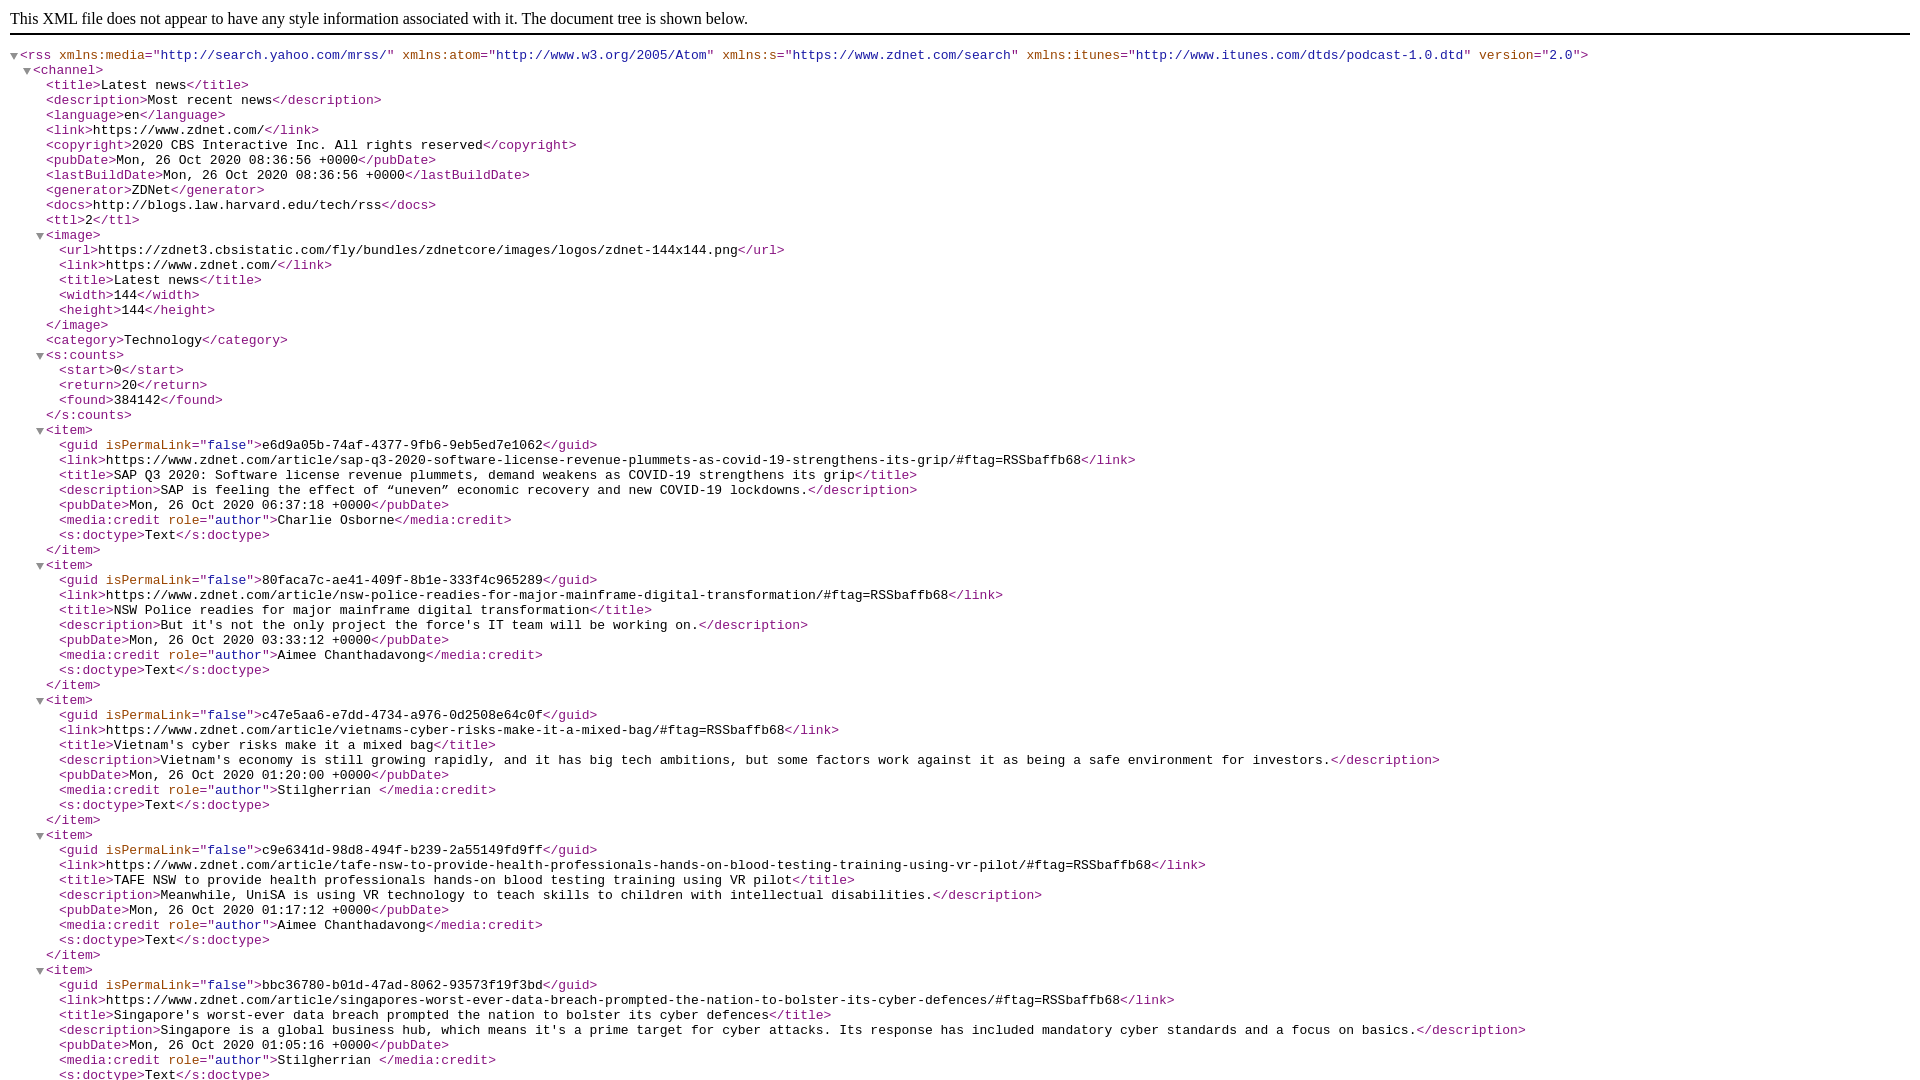 This XML file does not appear to have any style information associated with it. The document tree is shown below.
<rss xmlns:media="http://search.yahoo.com/mrss/" xmlns:atom="http://www.w3.org/2005/Atom" xmlns:s="https://www.zdnet.com/search" xmlns:itunes="http://www.itunes.com/dtds/podcast-1.0.dtd" version="2.0">
<channel>
<title>Latest news</title>
<description>Most recent news</description>
<language>en</language>
<link>https://www.zdnet.com/</link>
<copyright>2020 CBS Interactive Inc. All rights reserved</copyright>
<pubDate>Mon, 26 Oct 2020 08:36:56 +0000</pubDate>
<lastBuildDate>Mon, 26 Oct 2020 08:36:56 +0000</lastBuildDate>
<generator>ZDNet</generator>
<docs>http://blogs.law.harvard.edu/tech/rss</docs>
<ttl>2</ttl>
<image>
<url>https://zdnet3.cbsistatic.com/fly/bundles/zdnetcore/images/logos/zdnet-144x144.png</url>
<link>https://www.zdnet.com/</link>
<title>Latest news</title>
<width>144</width>
<height>144</height>
</image>
<category>Technology</category>
<s:counts>
<start>0</start>
<return>20</return>
<found>384142</found>
</s:counts>
<item>
<guid isPermaLink="false">e6d9a05b-74af-4377-9fb6-9eb5ed7e1062</guid>
<link>https://www.zdnet.com/article/sap-q3-2020-software-license-revenue-plummets-as-covid-19-strengthens-its-grip/#ftag=RSSbaffb68</link>
<title>SAP Q3 2020: Software license revenue plummets, demand weakens as COVID-19 strengthens its grip</title>
<description>SAP is feeling the effect of “uneven” economic recovery and new COVID-19 lockdowns.</description>
<pubDate>Mon, 26 Oct 2020 06:37:18 +0000</pubDate>
<media:credit role="author">Charlie Osborne</media:credit>
<s:doctype>Text</s:doctype>
</item>
<item>
<guid isPermaLink="false">80faca7c-ae41-409f-8b1e-333f4c965289</guid>
<link>https://www.zdnet.com/article/nsw-police-readies-for-major-mainframe-digital-transformation/#ftag=RSSbaffb68</link>
<title>NSW Police readies for major mainframe digital transformation</title>
<description>But it's not the only project the force's IT team will be working on.</description>
<pubDate>Mon, 26 Oct 2020 03:33:12 +0000</pubDate>
<media:credit role="author">Aimee Chanthadavong</media:credit>
<s:doctype>Text</s:doctype>
</item>
<item>
<guid isPermaLink="false">c47e5aa6-e7dd-4734-a976-0d2508e64c0f</guid>
<link>https://www.zdnet.com/article/vietnams-cyber-risks-make-it-a-mixed-bag/#ftag=RSSbaffb68</link>
<title>Vietnam's cyber risks make it a mixed bag</title>
<description>Vietnam's economy is still growing rapidly, and it has big tech ambitions, but some factors work against it as being a safe environment for investors.</description>
<pubDate>Mon, 26 Oct 2020 01:20:00 +0000</pubDate>
<media:credit role="author">Stilgherrian </media:credit>
<s:doctype>Text</s:doctype>
</item>
<item>
<guid isPermaLink="false">c9e6341d-98d8-494f-b239-2a55149fd9ff</guid>
<link>https://www.zdnet.com/article/tafe-nsw-to-provide-health-professionals-hands-on-blood-testing-training-using-vr-pilot/#ftag=RSSbaffb68</link>
<title>TAFE NSW to provide health professionals hands-on blood testing training using VR pilot</title>
<description>Meanwhile, UniSA is using VR technology to teach skills to children with intellectual disabilities.</description>
<pubDate>Mon, 26 Oct 2020 01:17:12 +0000</pubDate>
<media:credit role="author">Aimee Chanthadavong</media:credit>
<s:doctype>Text</s:doctype>
</item>
<item>
<guid isPermaLink="false">bbc36780-b01d-47ad-8062-93573f19f3bd</guid>
<link>https://www.zdnet.com/article/singapores-worst-ever-data-breach-prompted-the-nation-to-bolster-its-cyber-defences/#ftag=RSSbaffb68</link>
<title>Singapore's worst-ever data breach prompted the nation to bolster its cyber defences</title>
<description>Singapore is a global business hub, which means it's a prime target for cyber attacks. Its response has included mandatory cyber standards and a focus on basics.</description>
<pubDate>Mon, 26 Oct 2020 01:05:16 +0000</pubDate>
<media:credit role="author">Stilgherrian </media:credit>
<s:doctype>Text</s:doctype>